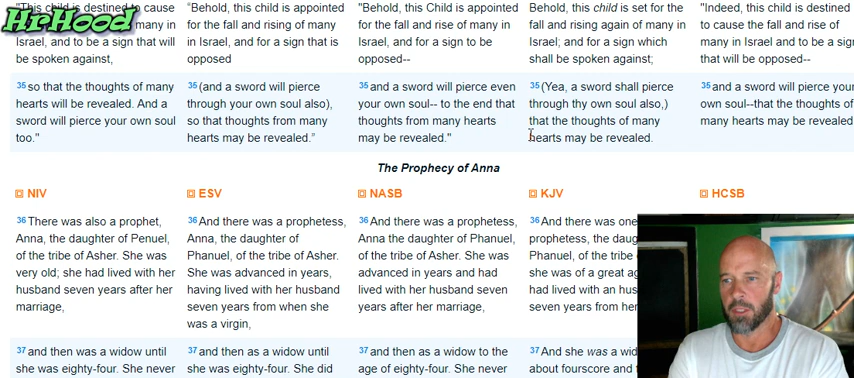 HrHood
"This child is destined to cause
many in
Israel, and to be a sign that will
be spoken against,
"Behold, this child is appointed
for the fall and rising of many
in Israel, and for a sign that is
opposed
"Behold, this Child is appointed
for the fall and rise of many in
Israel, and for a sign to be
opposed--
Behold, this child is set for the
fall and rising again of many in
Israel; and for a sign which
shall be spoken against;
"Indeed, this child is destined
to cause the fall and rise of
many in Israel and to be a sign
that will be opposed--
35 so that the thoughts of many
hearts will be revealed. And a
sword will pierce your own soul
too."
35 (and a sword will pierce
through your own soul also),
so that thoughts from many
hearts may be revealed."
35 and a sword will pierce even
your own soul-- to the end that
thoughts from many hearts
may be revealed."
35 (Yea, a sword shall pierce
through thy own soul also,)
that the thoughts of many
hearts may be revealed.
35 and a sword will pierce your
own soul--that the thoughts of
many hearts may be revealed
The Prophecy of Anna
NIV
ESV
NASB
KJV
HCSB
36 There was also a prophet,
Anna, the daughter of Penuel,
of the tribe of Asher. She was
very old; she had lived with her
husband seven years after her
marriage,
36 And there was a prophetess,
Anna, the daughter of
Phanuel, of the tribe of Asher.
She was advanced in years,
having lived with her husband
seven years from when she
was a virgin,
36 And there was a prophetess,
Anna the daughter of Phanuel,
of the tribe of Asher. She was
advanced in years and had
lived with her husband seven
years after her marriage,
36 And there was one
prophetess, the
of the tribe of Asher:
she was of a great
had lived with an
seven years from her
37 and then was a widow until
she was eighty-four. She never
37 and then as a widow until
she was eighty-four. She did
37 and then as a widow to the
age of eighty-four. She never
37 And she was a
about fourscore and